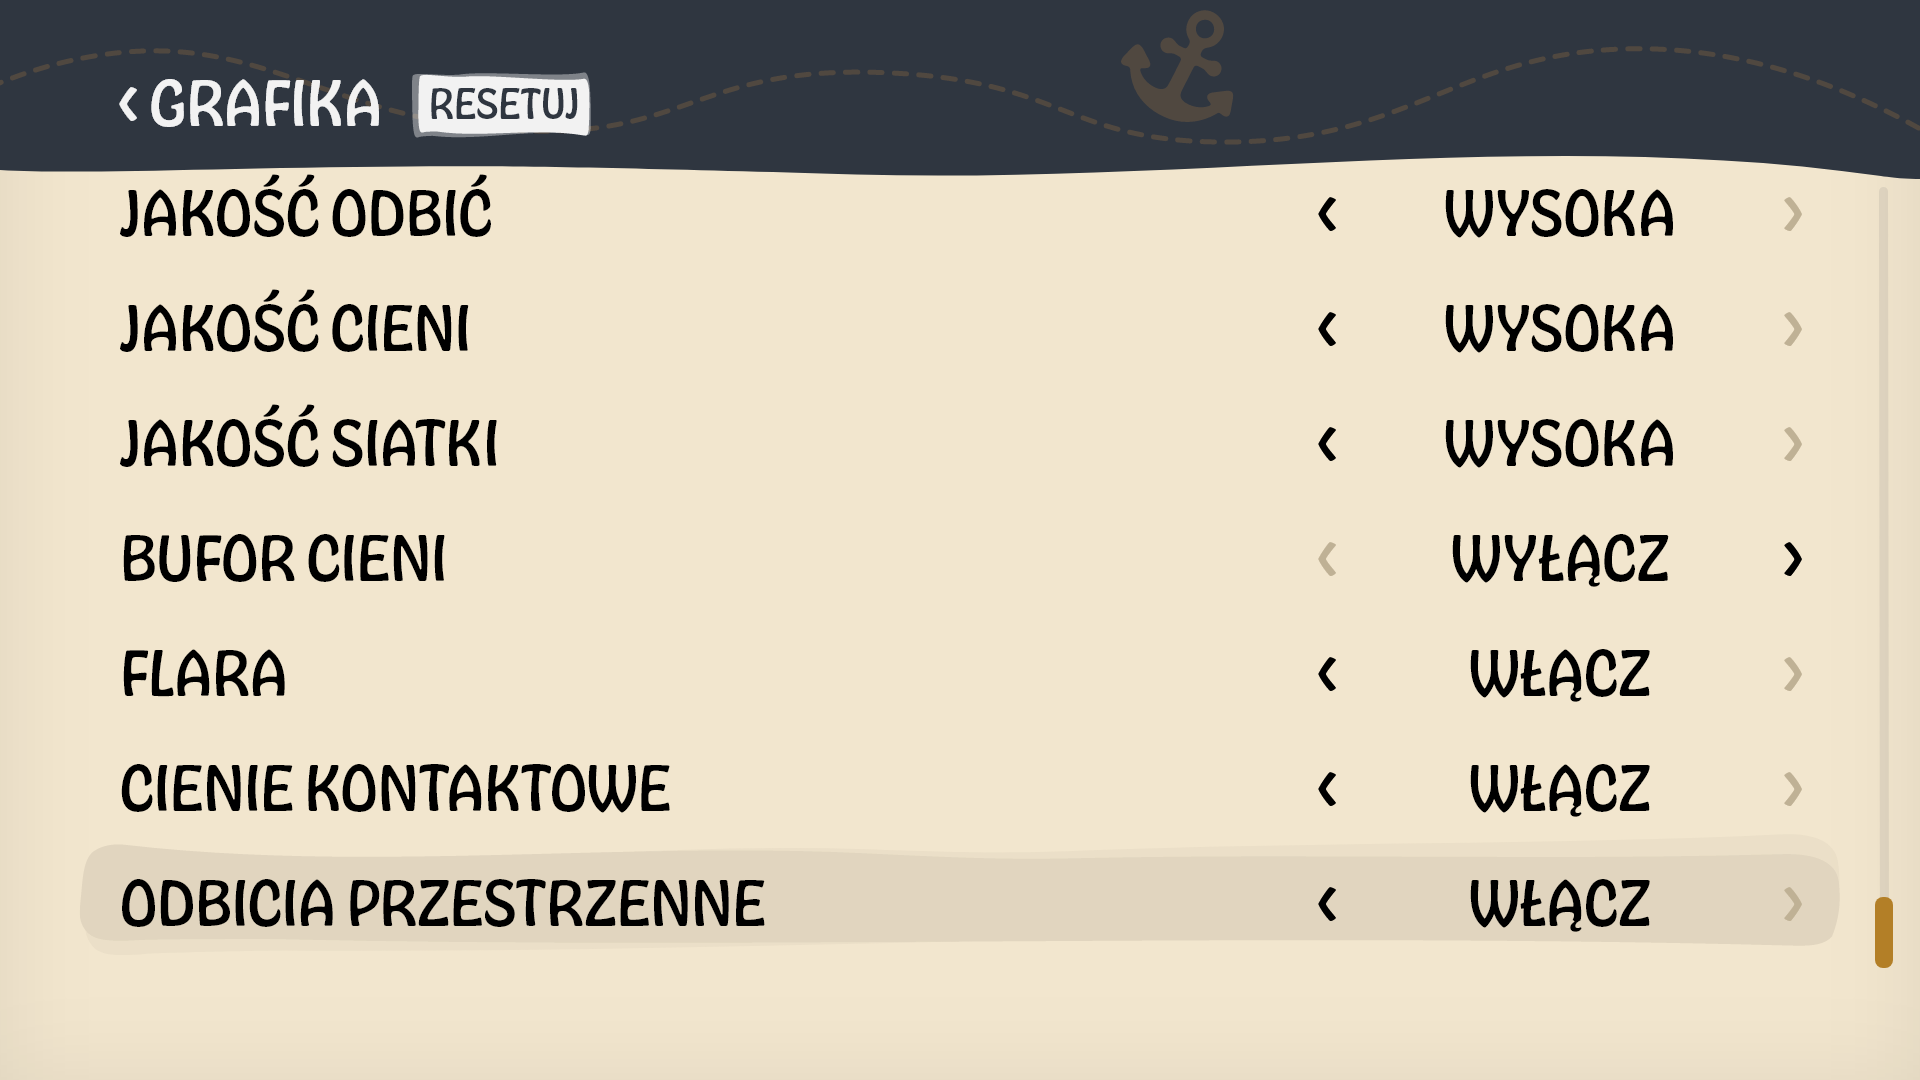 GRAFIKA RESETUJ
JAKOŚĆ ODBIĆ WYSOKA
JAKOŚĆ CIENI WYSOKA
JAKOŚĆ SIATKI WYSOKA
BUFOR CIENI WYŁĄCZ
FLARA WŁĄCZ
CIENIE KONTAKTOWE WŁĄCZ
ODBICIA PRZESTRZENNE WŁĄCZ